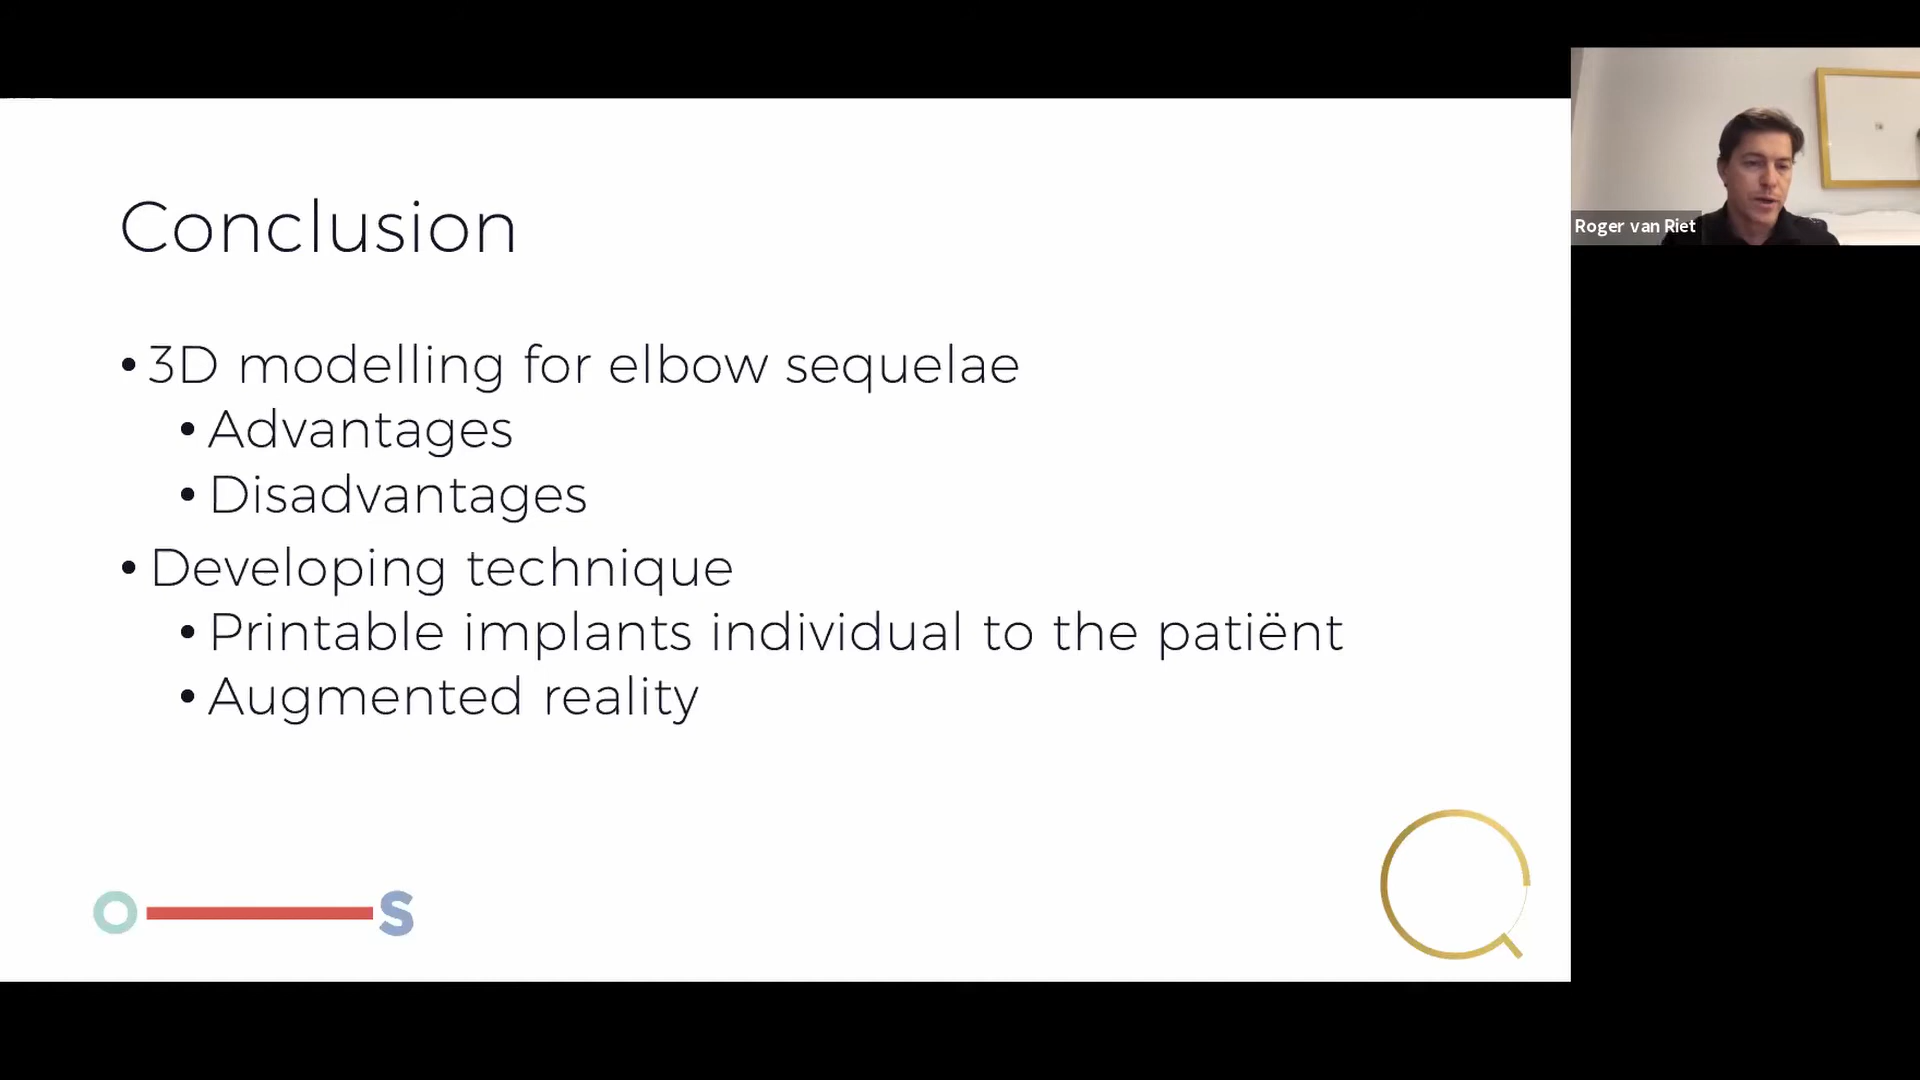 Conclusion
• 3D modelling for elbow sequelae
• Advantages
• Disadvantages
• Developing technique
• Printable implants individual to the patiënt
• Augmented reality
O S
Q
Roger van Riet